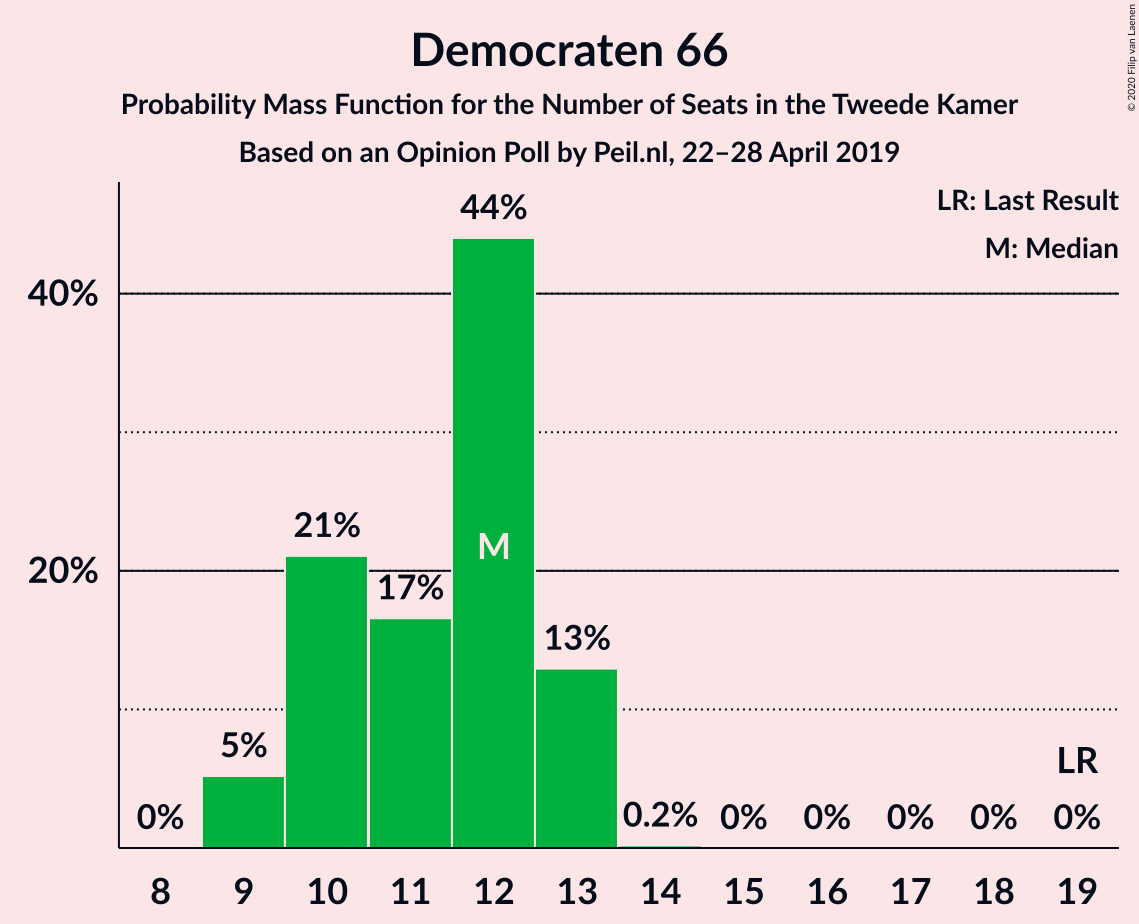 Democraten 66
Probability Mass Function for the Number of Seats in the Tweede Kamer
Based on an Opinion Poll by Peil.nl, 22–28 April 2019
© 2020 Filip van Laenen
LR: Last Result
M: Median
40%
20%
0%
5%
21%
17%
44%
M
13%
0.2%
0%
0%
0%
0%
LR
0%
8 9 10 11 12 13 14 15 16 17 18 19